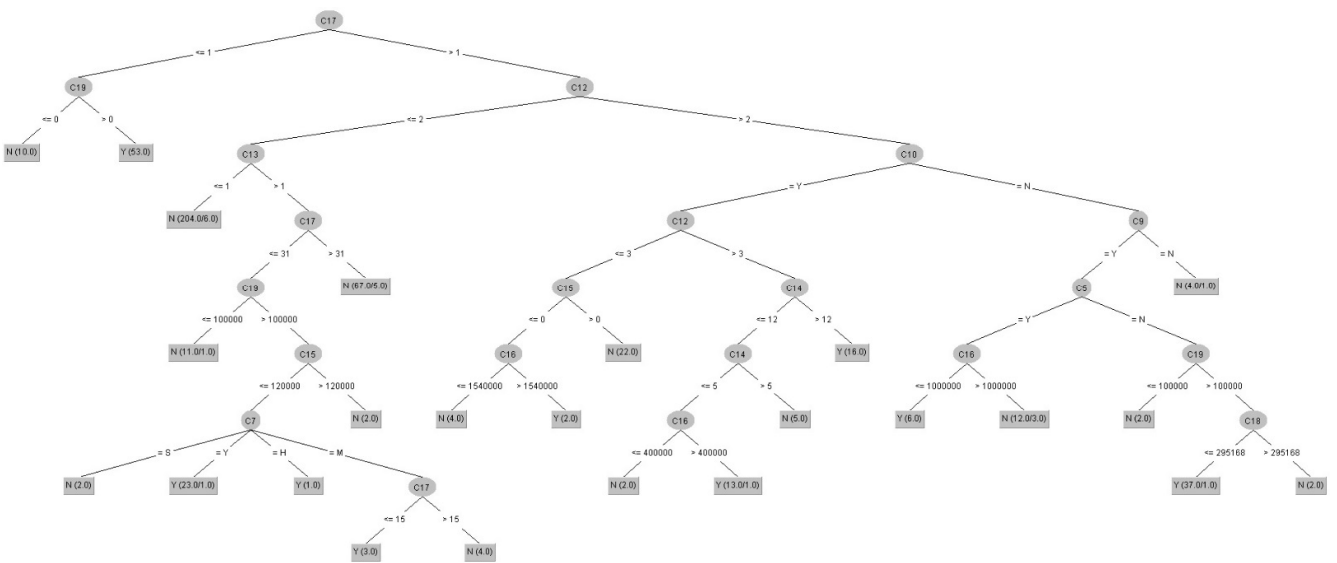 C17
<= 1 > 1
C19 C12
<= 0 > 0 <= 2 > 2
N (10.0) Y (53.0) C13 C10
<= 1 > 1 = Y = N
N (204.0/6.0) C17 C12 C9
<= 31 > 31 <= 3 > 3 = Y = N
C19 N (67.0/5.0) C15 C14 C5 N (4.0/1.0)
<= 100000 > 100000 <= 0 > 0 <= 12 > 12 = Y = N
N (11.0/1.0) C15 C16 N (22.0) C14 Y (16.0) C16 C19
<= 120000 > 120000 <= 1540000 > 1540000 <= 5 > 5 <= 1000000 > 1000000 <= 100000 > 100000
C7 N (2.0) N (4.0) Y (2.0) C16 N (5.0) Y (6.0) N (12.0/3.0) N (2.0) C18
= S = Y = H = M <= 400000 > 400000 <= 295168 > 295168
N (2.0) Y (23.0/1.0) Y (1.0) C17 N (2.0) Y (13.0/1.0) Y (37.0/1.0) N (2.0)
<= 15 > 15
Y (3.0) N (4.0)